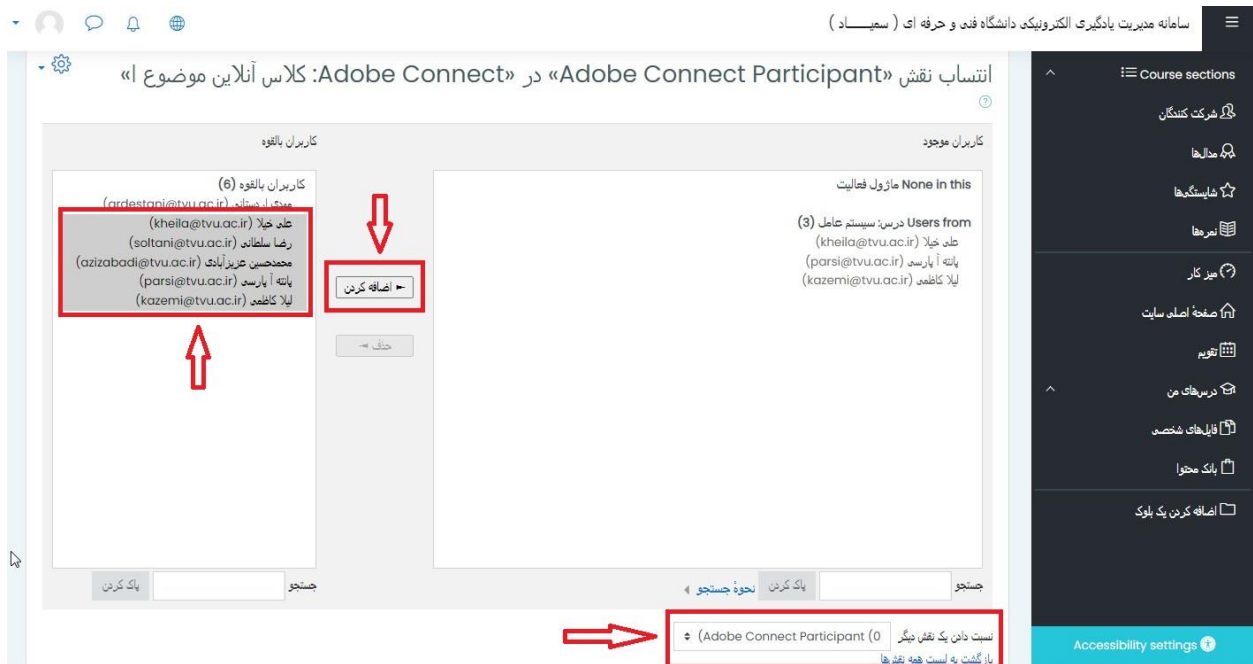 سامانه مدیریت یادگیری الکترونیکی دانشگاه فنی و حرفه ای ( سمیـــــاد )
Course sections
شرکت کنندگان
مدال‌ها
شایستگی‌ها
نمره‌ها
میز کار
صفحهٔ اصلی سایت
تقویم
درس‌های من
فایل‌های شخصی
بانک محتوا
اضافه کردن یک بلوک
Accessibility settings
انتساب نقش «Adobe Connect Participant» در «Adobe Connect: کلاس آنلاین موضوع ا»
کاربران موجود
None in this ماژول فعالیت
Users from درس: سیستم عامل (3)
علی خیلا (kheila@tvu.ac.ir)
پانته آ پارسی (parsi@tvu.ac.ir)
لیلا کاظمی (kazemi@tvu.ac.ir)
جستجو
پاک کردن
نحوهٔ جستجو
اضافه کردن
حذف
کاربران بالقوه
کاربران بالقوه (6)
مهدی اردستانی (ardestani@tvu.ac.ir)
علی خیلا (kheila@tvu.ac.ir)
رضا سلطانی (soltani@tvu.ac.ir)
محمدحسین عزیزآبادی (azizabadi@tvu.ac.ir)
پانته آ پارسی (parsi@tvu.ac.ir)
لیلا کاظمی (kazemi@tvu.ac.ir)
جستجو
پاک کردن
نسبت دادن یک نقش دیگر
Adobe Connect Participant (0)
بازگشت به لیست همه نقش‌ها